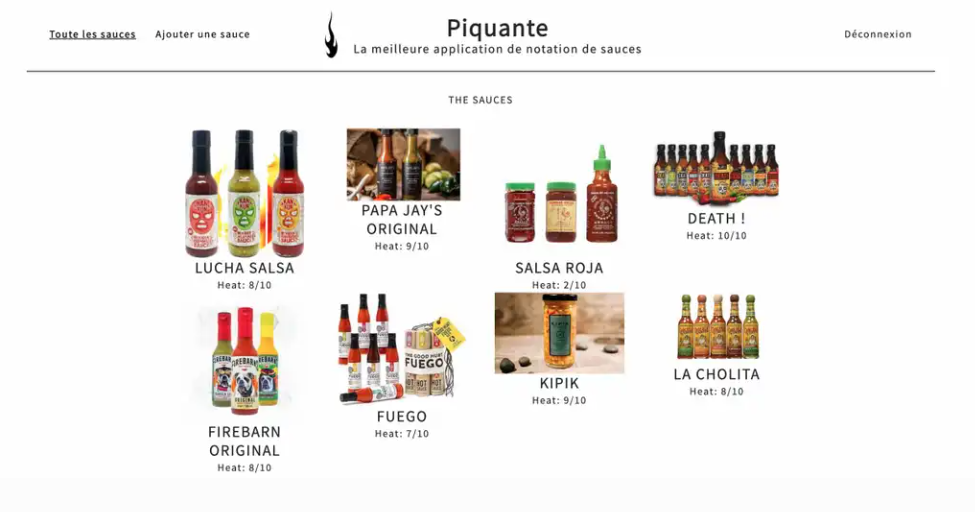 Toute les sauces
Ajouter une sauce
Piquante
La meilleure application de notation de sauces
Déconnexion
THE SAUCES
LUCHA SALSA
Heat: 8/10
PAPA JAY'S
ORIGINAL
Heat: 9/10
SALSA ROJA
Heat: 2/10
DEATH !
Heat: 10/10
FIREBARN
ORIGINAL
Heat: 8/10
FUEGO
FUEGO
Heat: 7/10
KIPIK
Heat: 9/10
LA CHOLITA
Heat: 8/10